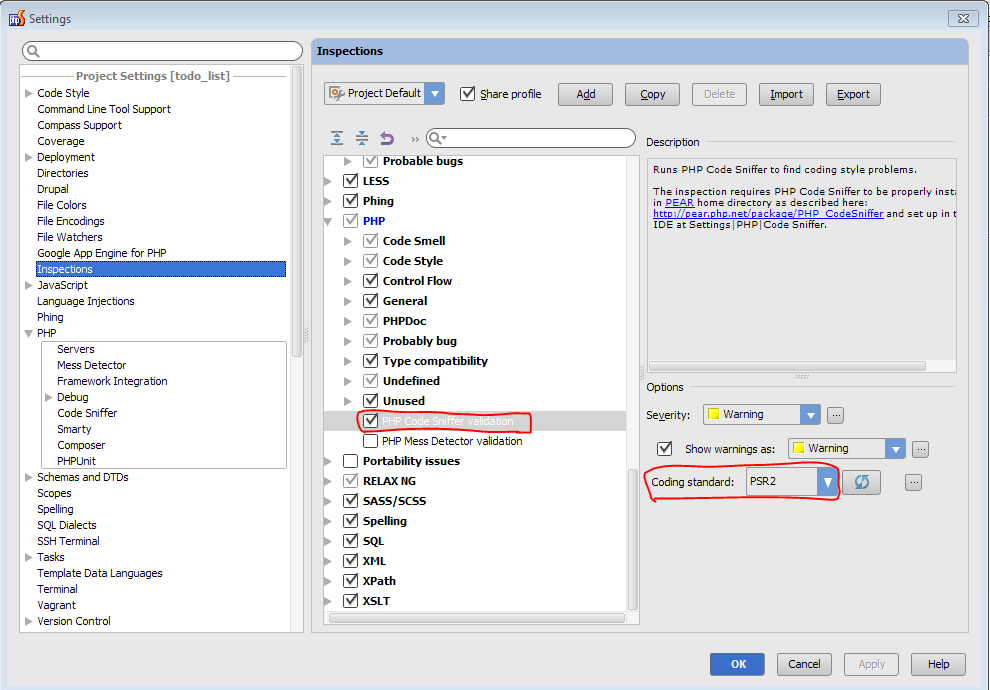 Settings
Project Settings [todo_list]
Code Style
Command Line Tool Support
Compass Support
Coverage
Deployment
Directories
Drupal
File Colors
File Encodings
File Watchers
Google App Engine for PHP
Inspections
JavaScript
Language Injections
Phing
PHP
Servers
Mess Detector
Framework Integration
Debug
Code Sniffer
Smarty
Composer
PHPUnit
Schemas and DTDs
Scopes
Spelling
SQL Dialects
SSH Terminal
Tasks
Template Data Languages
Terminal
Vagrant
Version Control
Inspections
Project Default
Share profile
Add
Copy
Delete
Import
Export
Probable bugs
LESS
Phing
PHP
Code Smell
Code Style
Control Flow
General
PHPDoc
Probably bug
Type compatibility
Undefined
Unused
PHP Code Sniffer validation
PHP Mess Detector validation
Portability issues
RELAX NG
SASS/SCSS
Spelling
SQL
XML
XPath
XSLT
Description
Runs PHP Code Sniffer to find coding style problems.
The inspection requires PHP Code Sniffer to be properly insta
in PEAR home directory as described here:
http://pear.php.net/package/PHP_CodeSniffer and set up in t
IDE at Settings|PHP|Code Sniffer.
Options
Severity: Warning ...
Show warnings as: Warning ...
Coding standard: PSR2 ...
OK
Cancel
Apply
Help